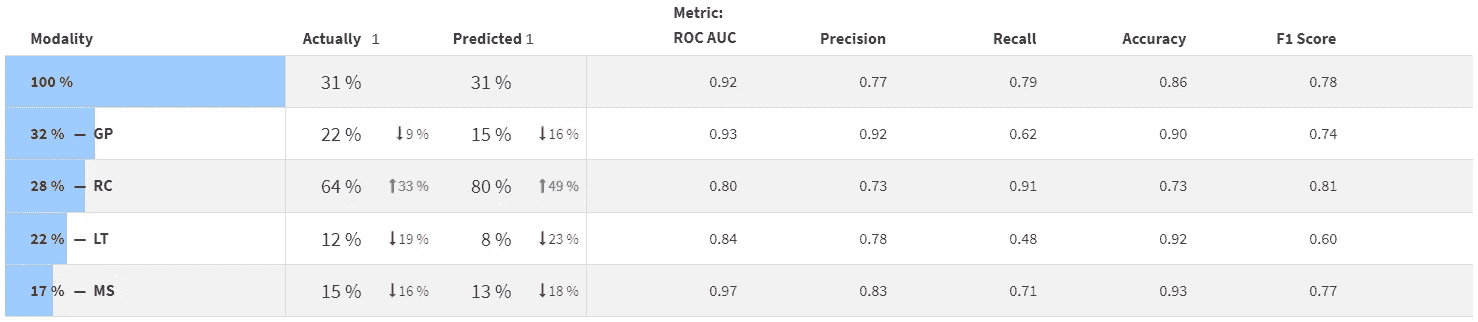 Metric:
Modality Actually 1 Predicted 1 ROC AUC Precision Recall Accuracy F1 Score
100 % 31 % 31 % 0.92 0.77 0.79 0.86 0.78
32 % — GP 22 % ↓9 % 15 % ↓16 % 0.93 0.92 0.62 0.90 0.74
28 % — RC 64 % ↑33 % 80 % ↑49 % 0.80 0.73 0.91 0.73 0.81
22 % — LT 12 % ↓19 % 8 % ↓23 % 0.84 0.78 0.48 0.92 0.60
17 % — MS 15 % ↓16 % 13 % ↓18 % 0.97 0.83 0.71 0.93 0.77